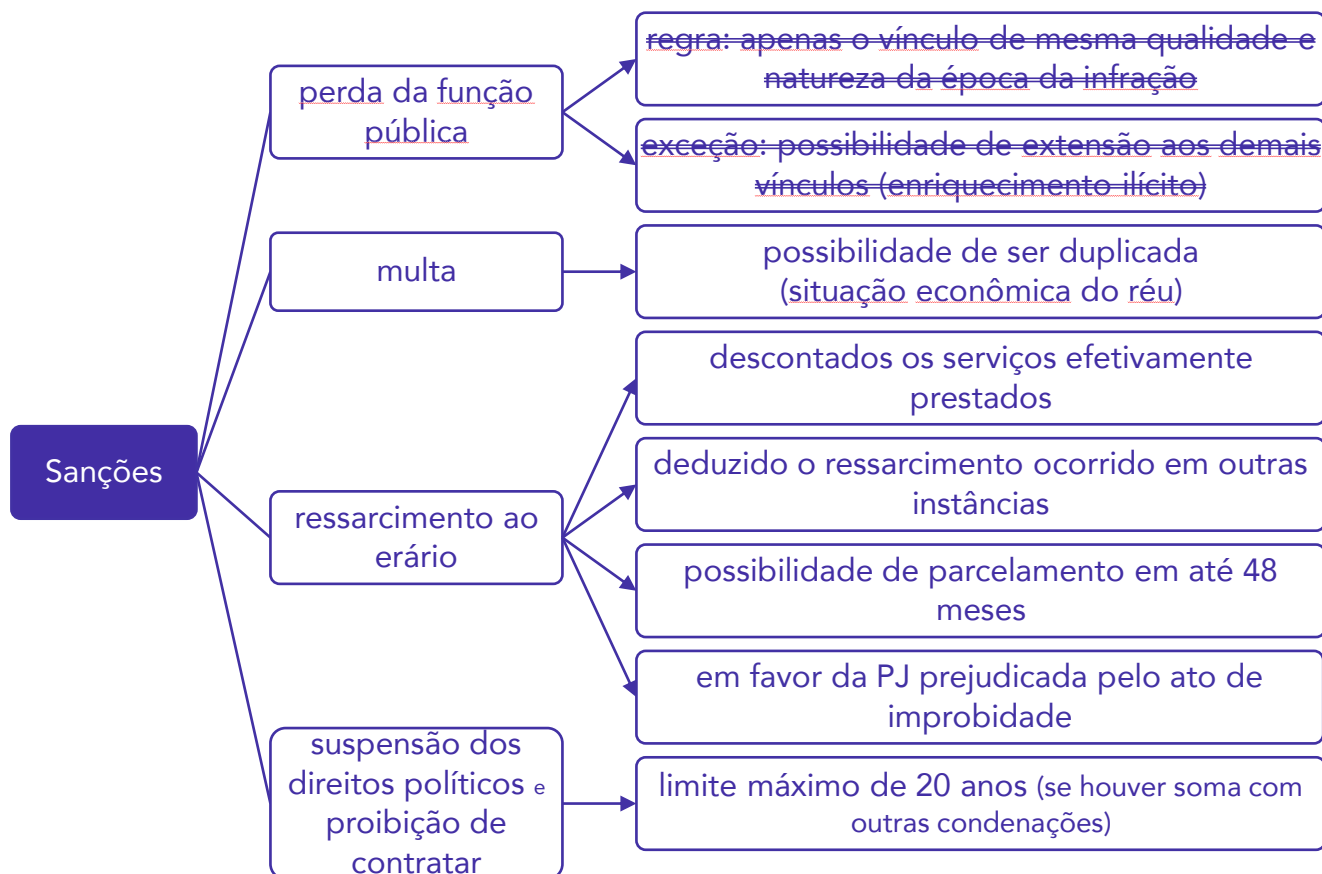 Sanções
perda da função
pública
regra: apenas o vínculo de mesma qualidade e
natureza da época da infração
exceção: possibilidade de extensão aos demais
vínculos (enriquecimento ilícito)
multa
possibilidade de ser duplicada
(situação econômica do réu)
ressarcimento ao
erário
descontados os serviços efetivamente
prestados
deduzido o ressarcimento ocorrido em outras
instâncias
possibilidade de parcelamento em até 48
meses
em favor da PJ prejudicada pelo ato de
improbidade
suspensão dos
direitos políticos e
proibição de
contratar
limite máximo de 20 anos (se houver soma com
outras condenações)